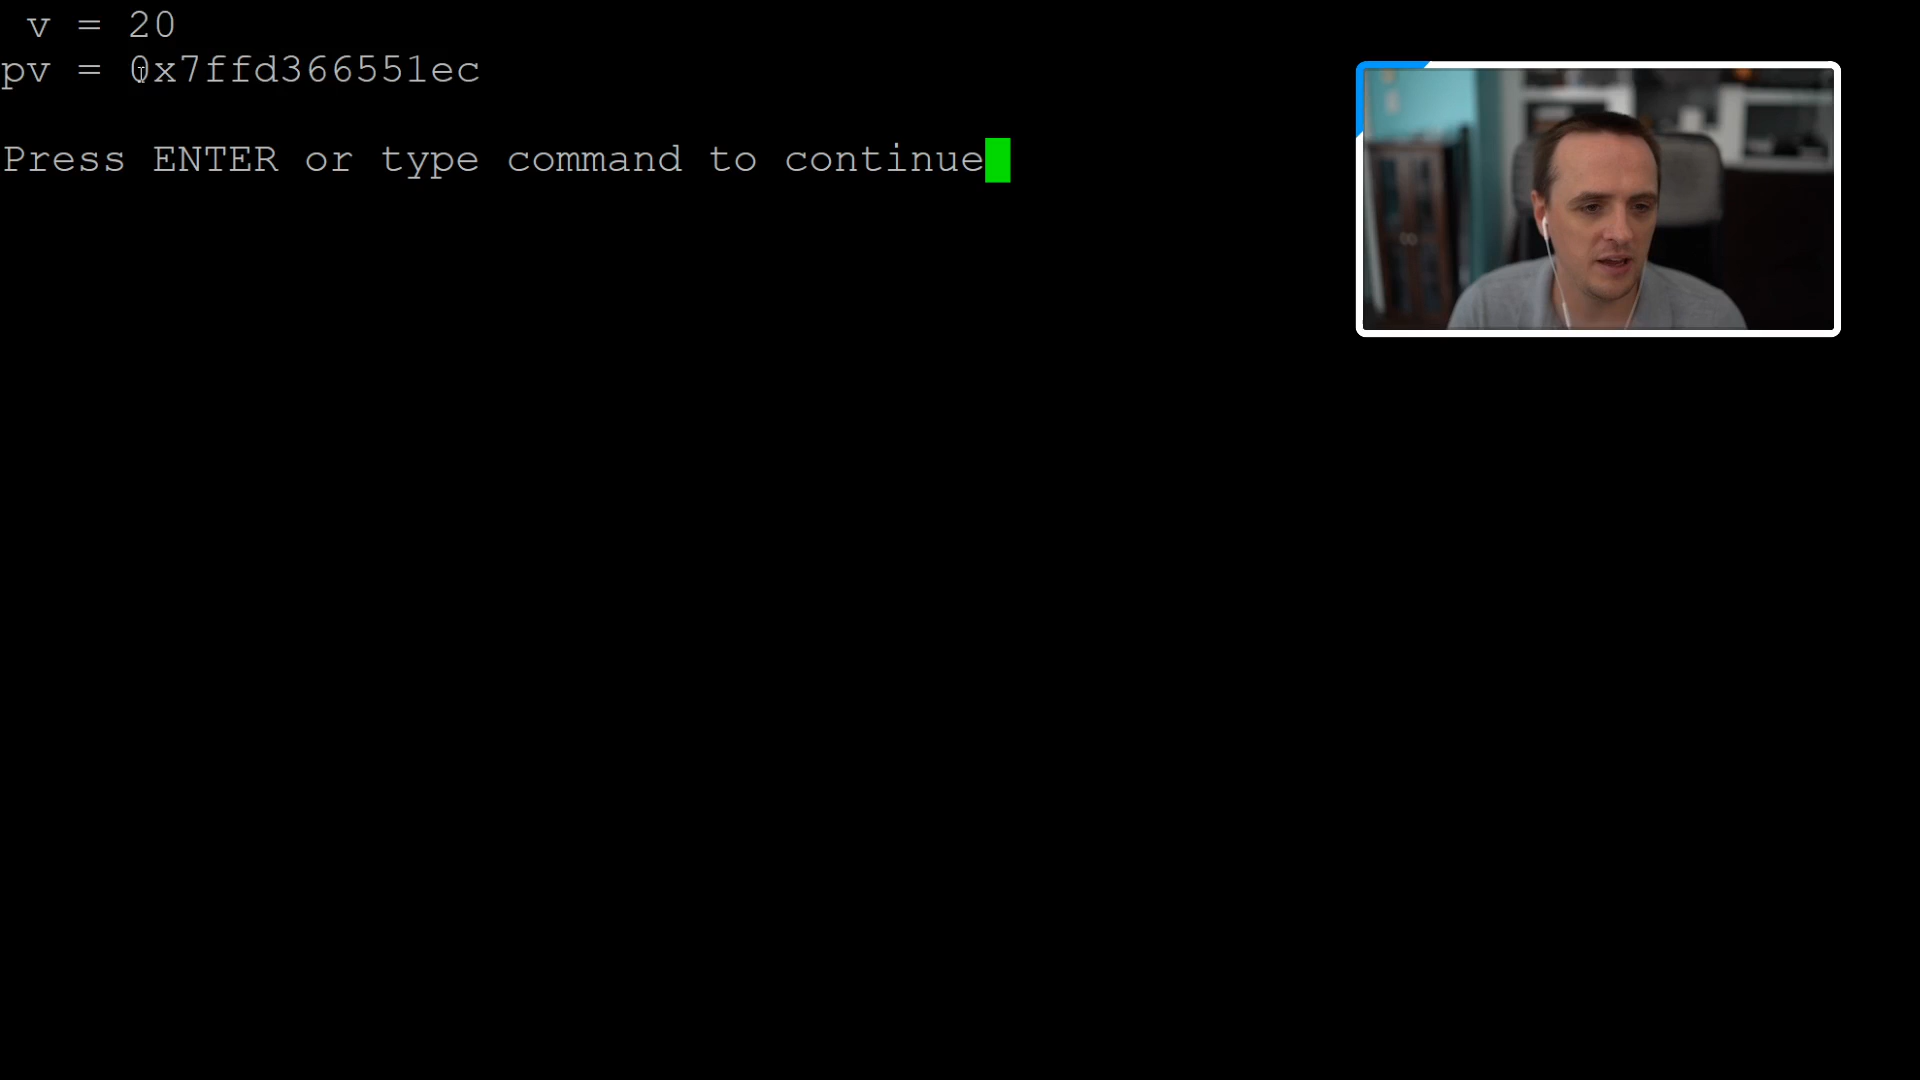 v = 20
pv = 0x7ffd366551ec
Press ENTER or type command to continue